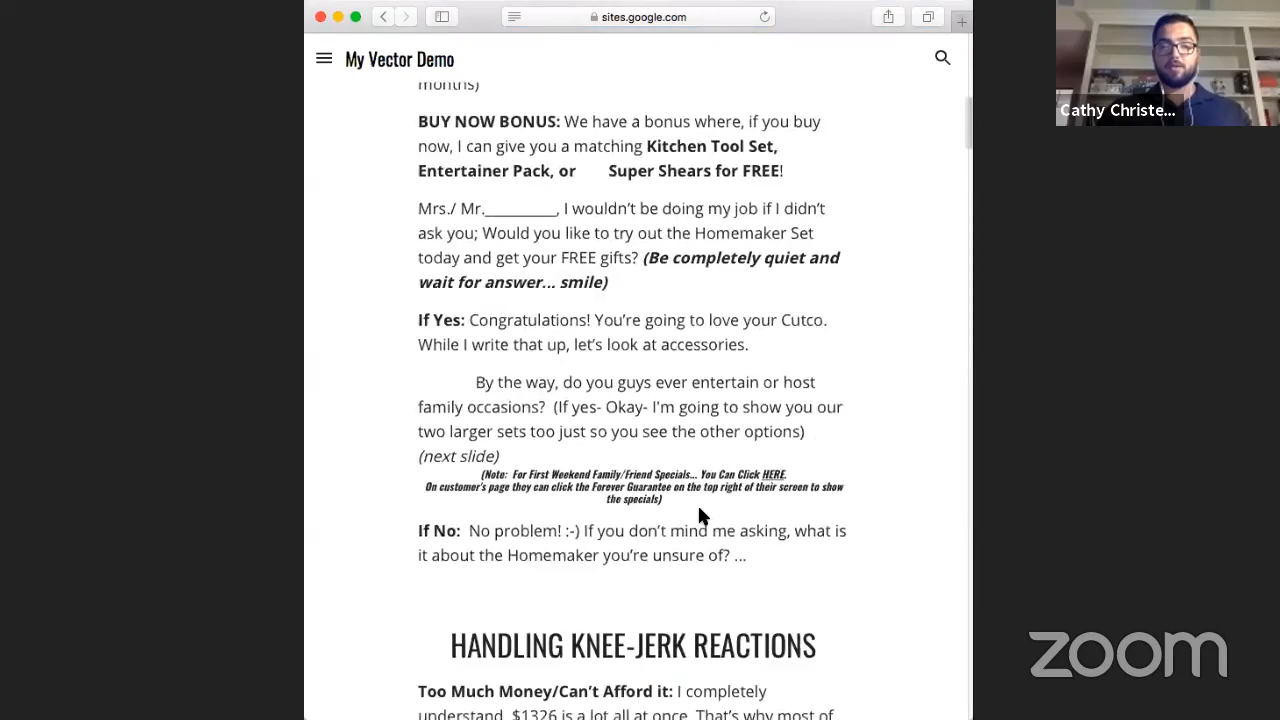 sites.google.com
My Vector Demo
months)
BUY NOW BONUS: We have a bonus where, if you buy
now, I can give you a matching Kitchen Tool Set,
Entertainer Pack, or Super Shears for FREE!
Mrs./ Mr.__________, I wouldn’t be doing my job if I didn’t
ask you; Would you like to try out the Homemaker Set
today and get your FREE gifts? (Be completely quiet and
wait for answer... smile)
If Yes: Congratulations! You’re going to love your Cutco.
While I write that up, let’s look at accessories.
By the way, do you guys ever entertain or host
family occasions? (If yes- Okay- I'm going to show you our
two larger sets too just so you see the other options)
(next slide)
(Note: For First Weekend Family/Friend Specials... You Can Click HERE.
On customer's page they can click the Forever Guarantee on the top right of their screen to show
the specials)
If No: No problem! :-) If you don’t mind me asking, what is
it about the Homemaker you’re unsure of? ...
HANDLING KNEE-JERK REACTIONS
Too Much Money/Can’t Afford it: I completely
understand, $1326 is a lot all at once. That’s why most of
Cathy Christe...
zoom